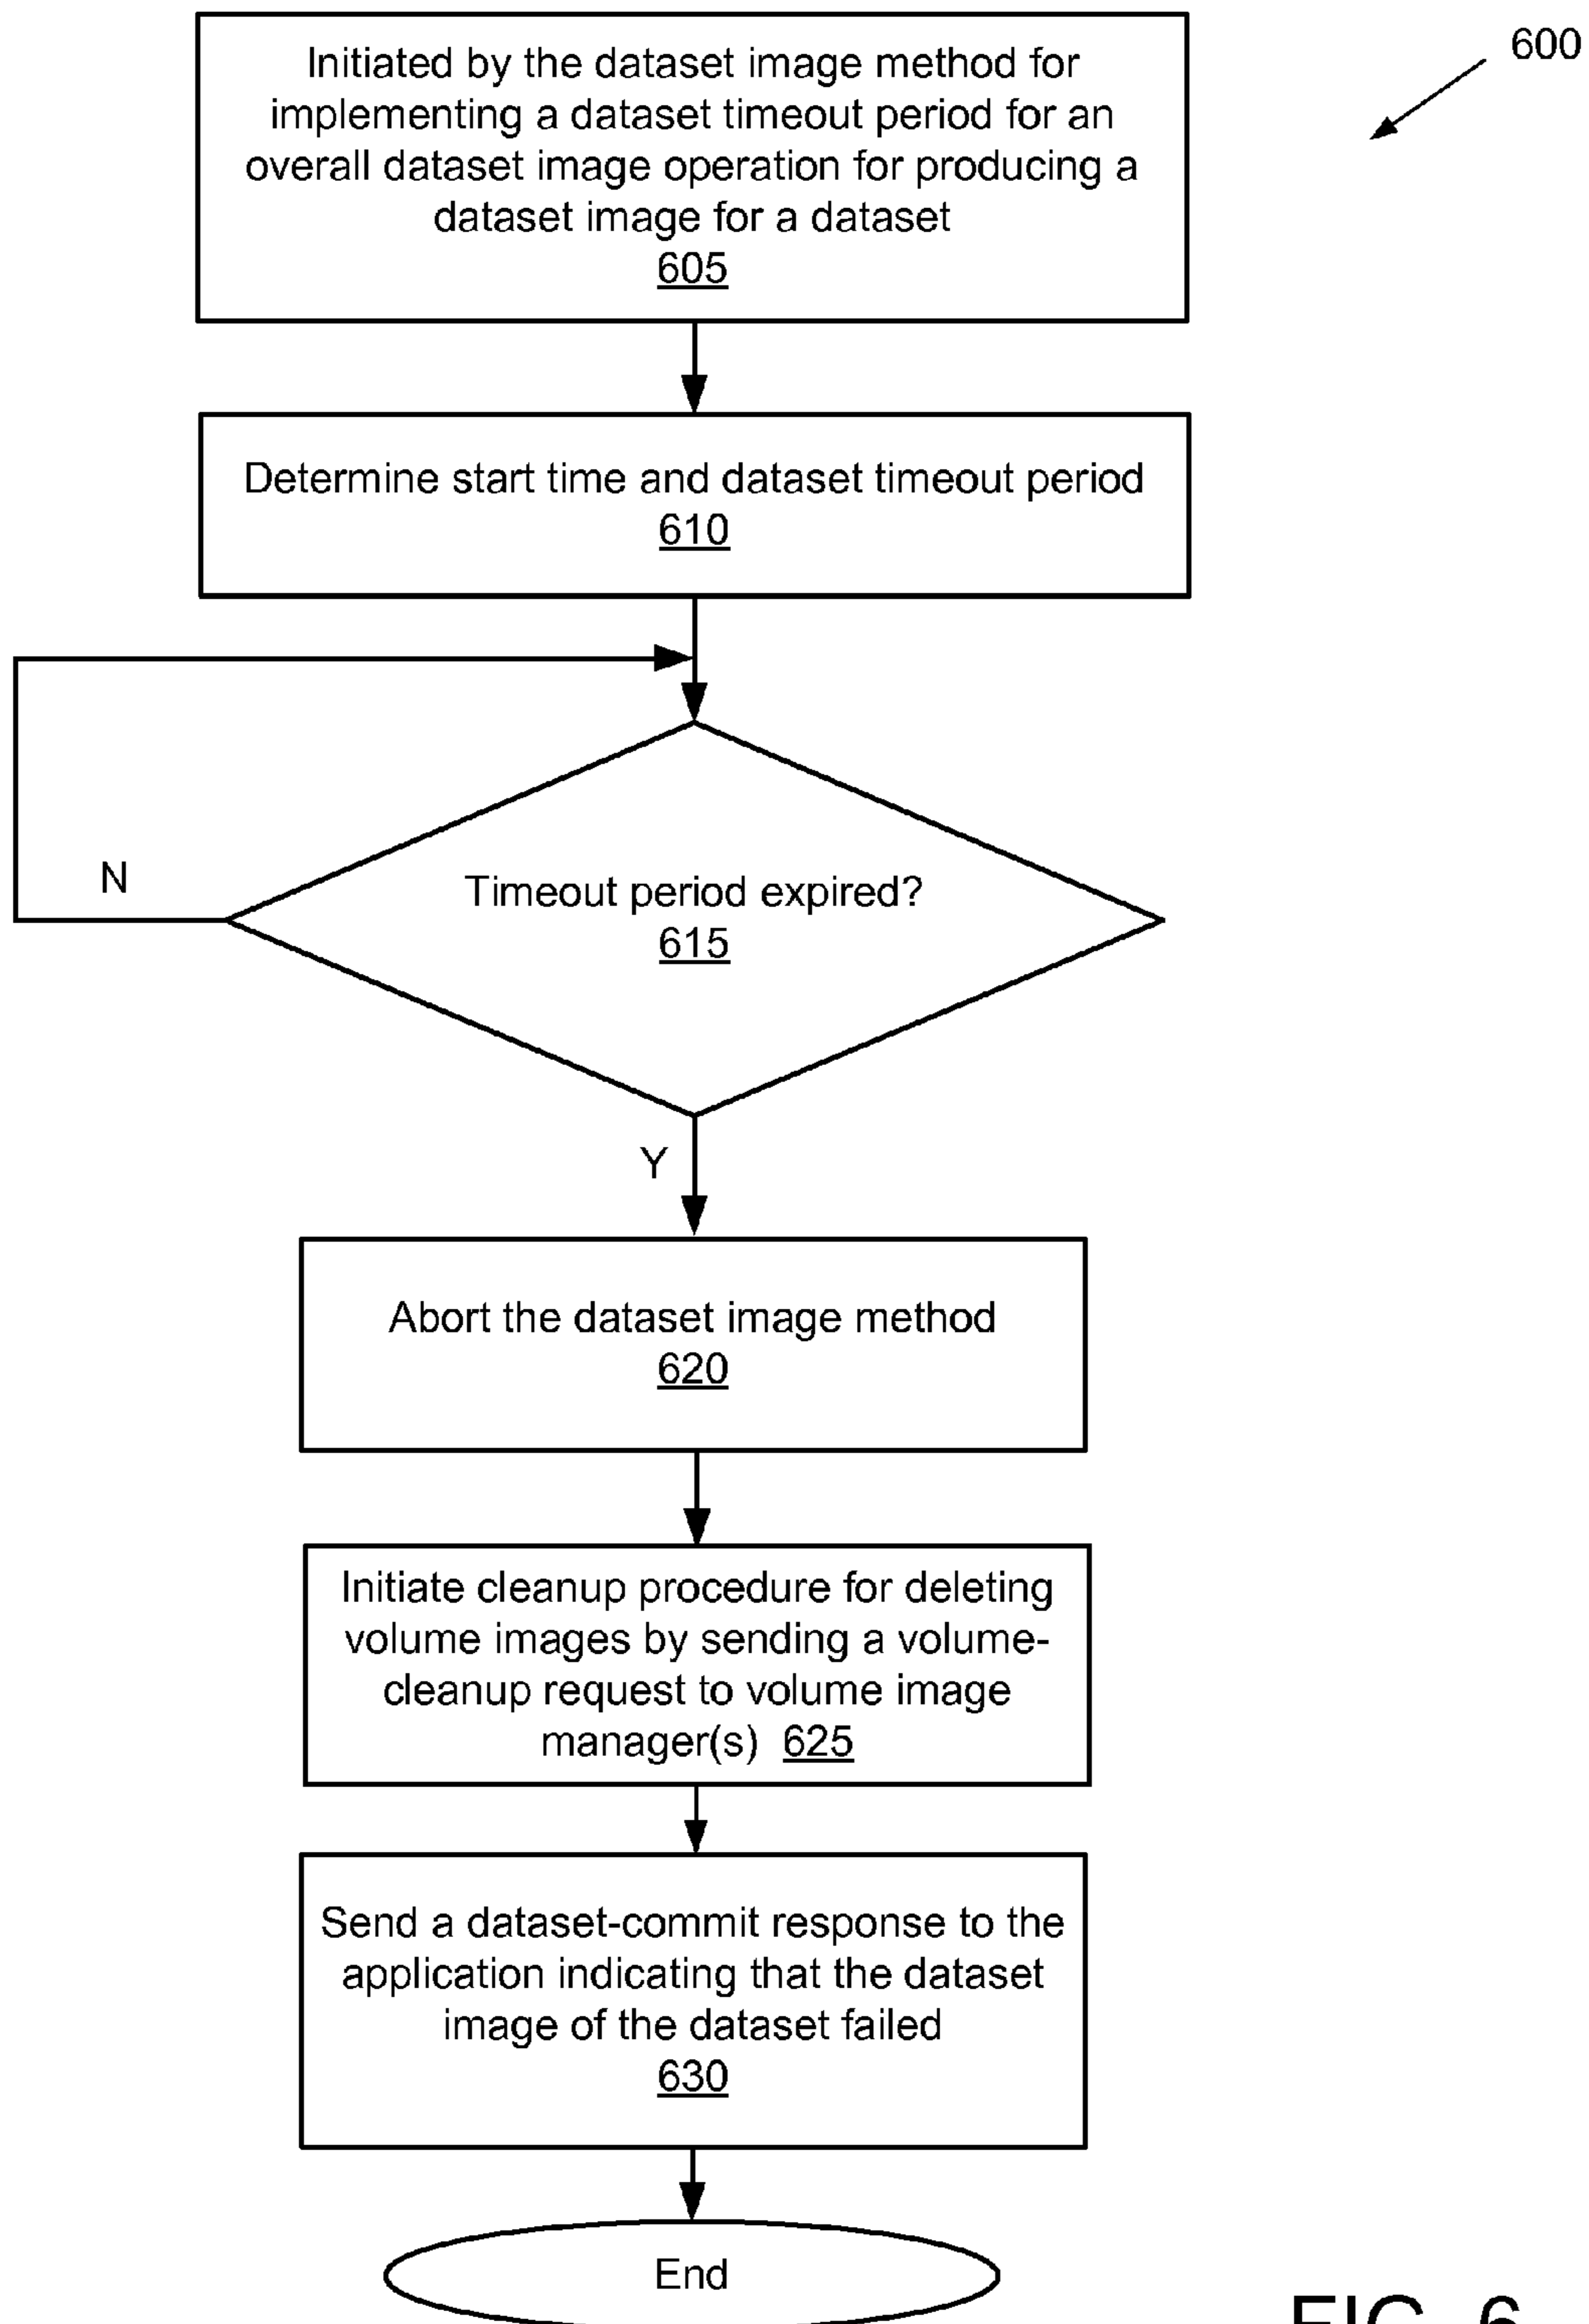 600
Initiated by the dataset image method for
implementing a dataset timeout period for an
overall dataset image operation for producing a
dataset image for a dataset
605
Determine start time and dataset timeout period
610
N
Timeout period expired?
615
Y
Abort the dataset image method
620
Initiate cleanup procedure for deleting
volume images by sending a volume-
cleanup request to volume image
manager(s) 625
Send a dataset-commit response to the
application indicating that the dataset
image of the dataset failed
630
End
FIG. 6